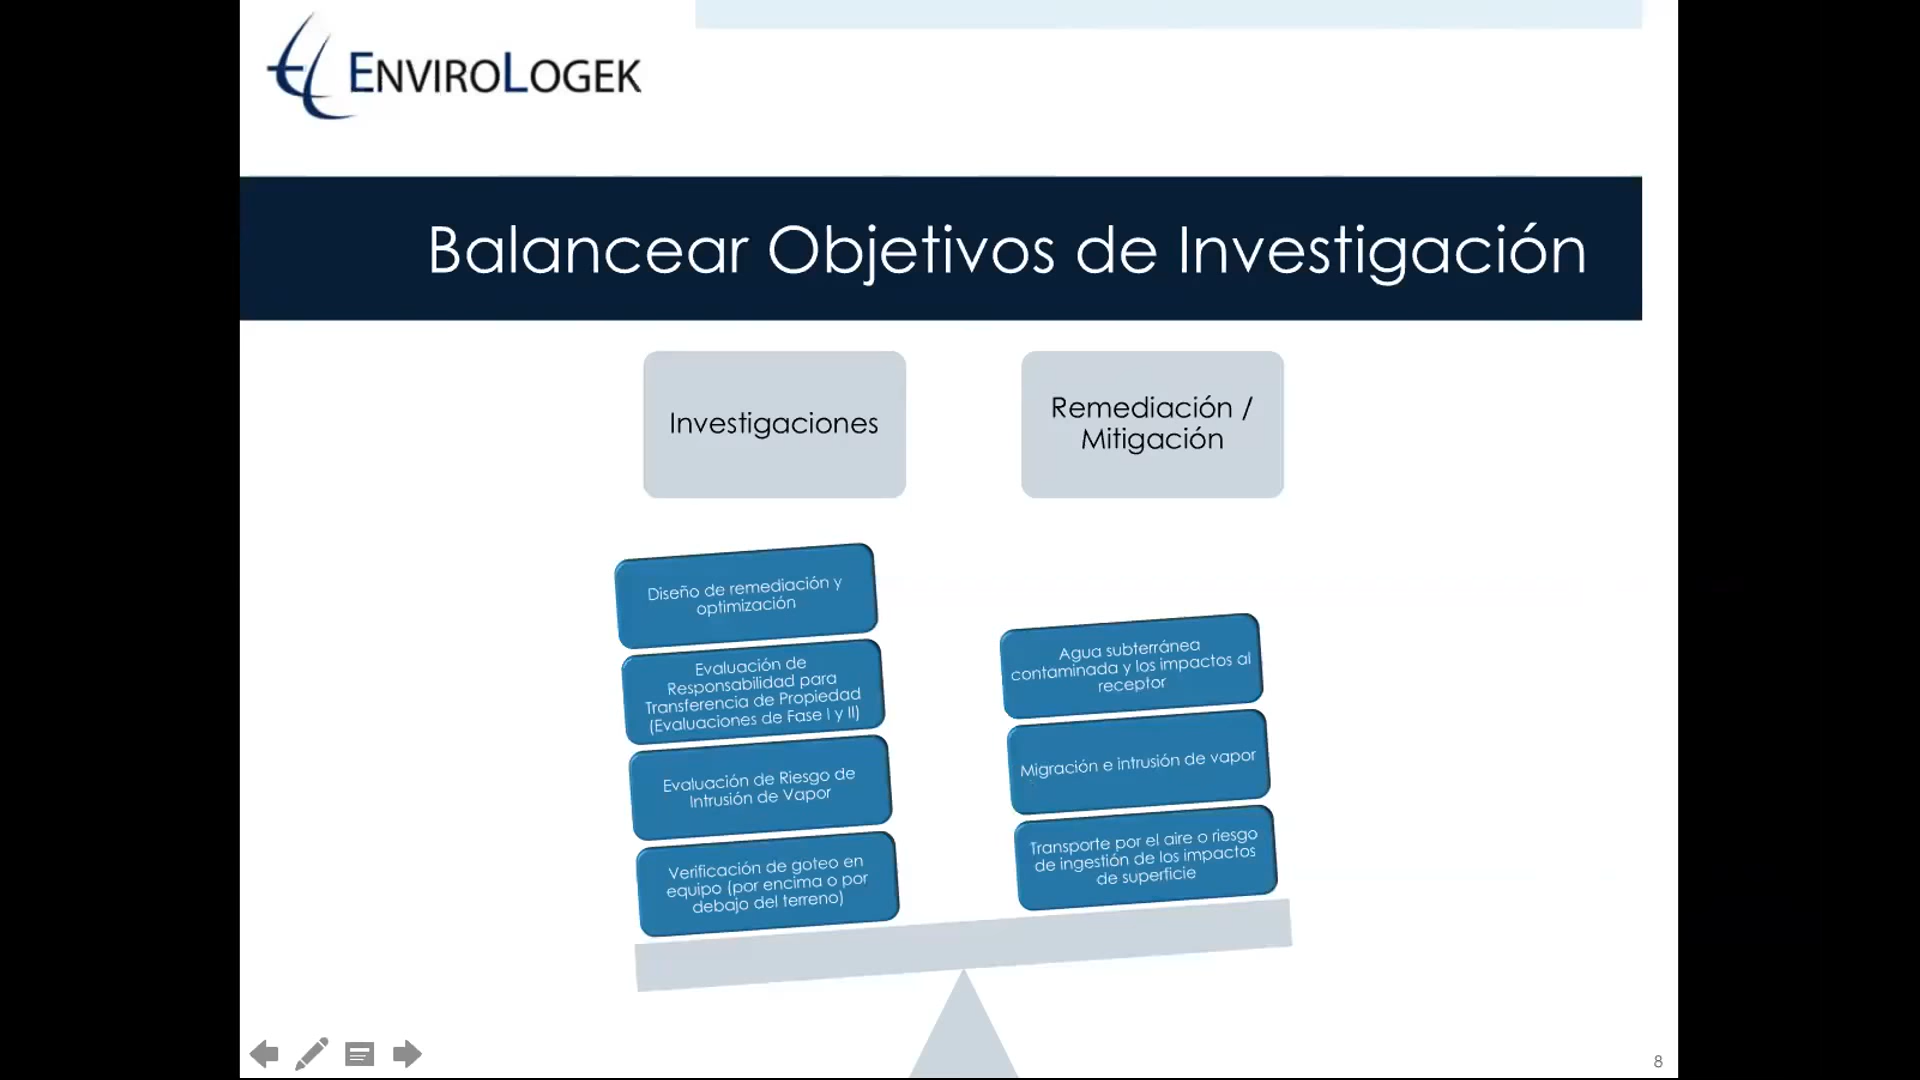 ENVIROLOGEK
Balancear Objetivos de Investigación
Investigaciones
Remediación /
Mitigación
Diseño de remediación y
optimización
Evaluación de
Responsabilidad para
Transferencia de Propiedad
(Evaluaciones de Fase I y II)
Evaluación de Riesgo de
Intrusión de Vapor
Verificación de goteo en
equipo (por encima o por
debajo del terreno)
Agua subterránea
contaminada y los impactos al
receptor
Migración e intrusión de vapor
Transporte por el aire o riesgo
de ingestión de los impactos
de superficie
8